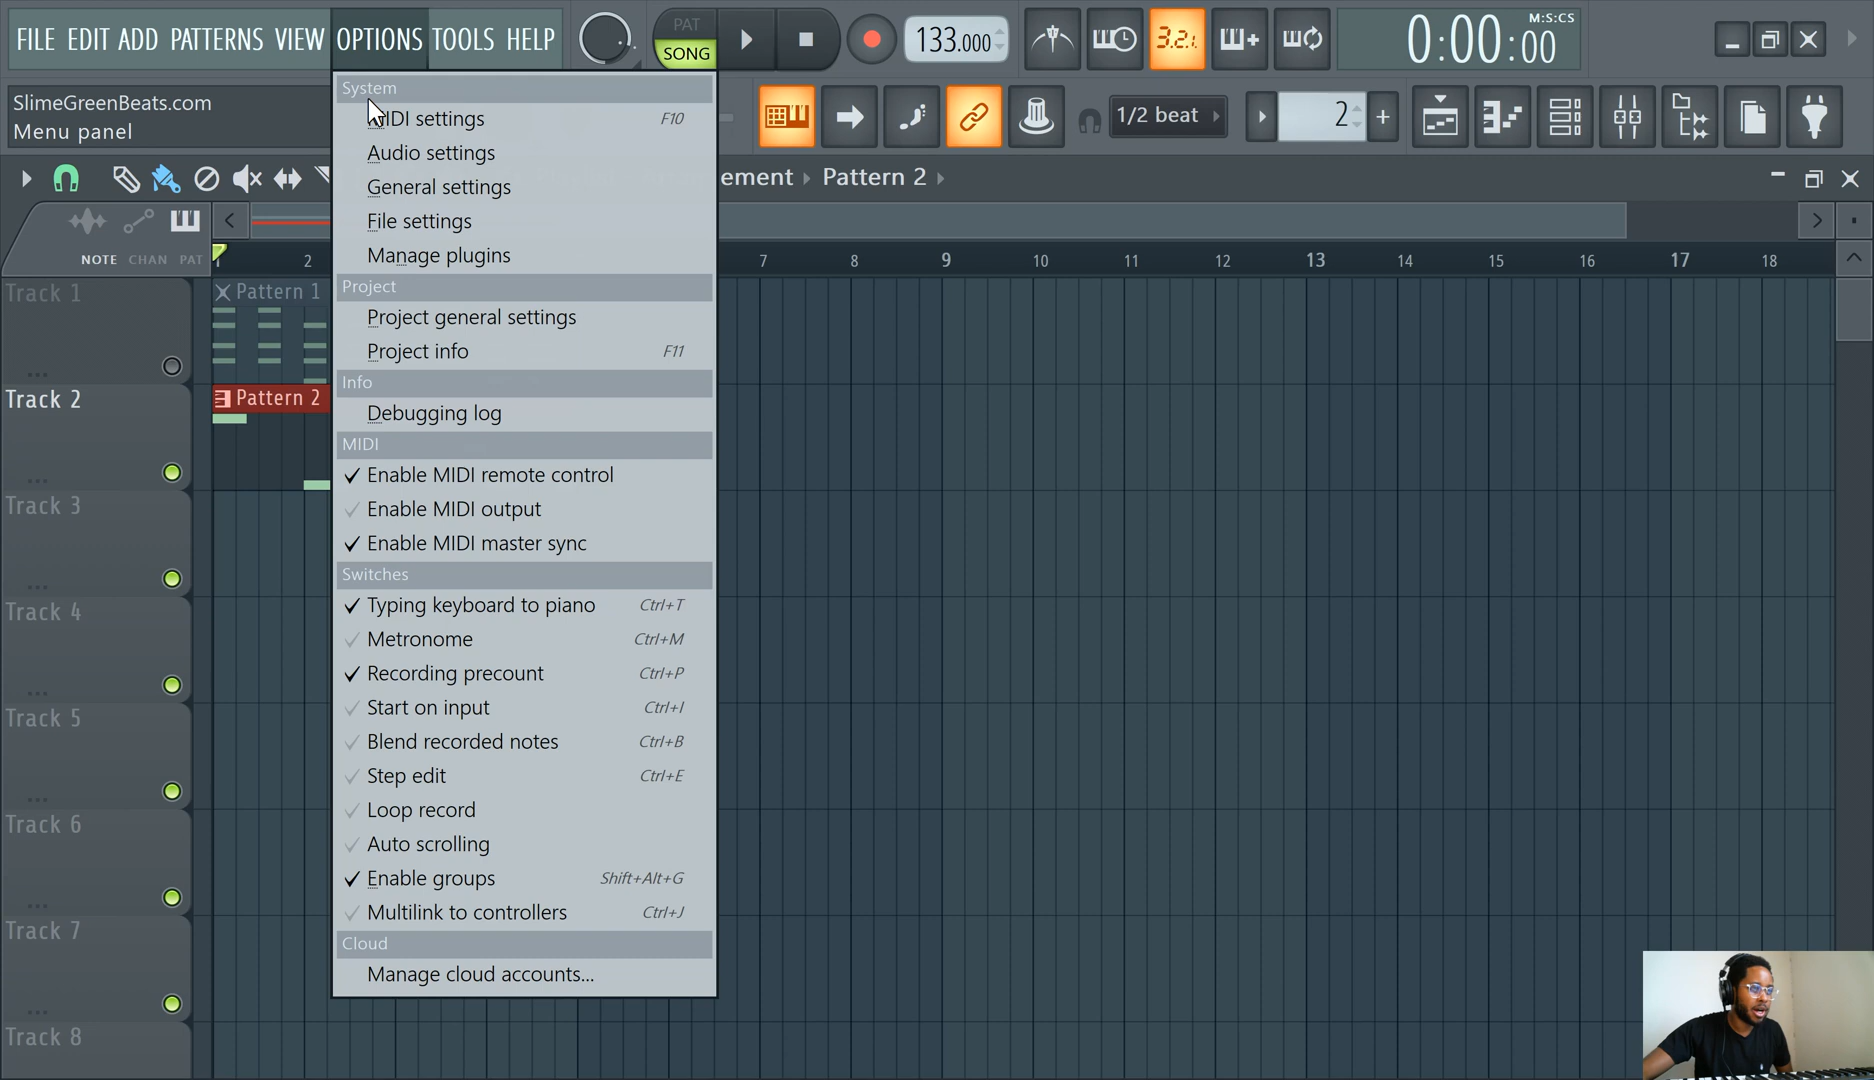 FILE EDIT ADD PATTERNS VIEW OPTIONS TOOLS HELP
PAT
SONG
133.000
3.2.1
M:S:CS
0:00:00
SlimeGreenBeats.com
Menu panel
1/2 beat
2
ement Pattern 2
NOTE CHAN PAT
1 2 7 8 9 10 11 12 13 14 15 16 17 18
Track 1
Pattern 1
Track 2
Pattern 2
Track 3
Track 4
Track 5
Track 6
Track 7
Track 8
System
MIDI settings F10
Audio settings
General settings
File settings
Manage plugins
Project
Project general settings
Project info F11
Info
Debugging log
MIDI
Enable MIDI remote control
Enable MIDI output
Enable MIDI master sync
Switches
Typing keyboard to piano Ctrl+T
Metronome Ctrl+M
Recording precount Ctrl+P
Start on input Ctrl+I
Blend recorded notes Ctrl+B
Step edit Ctrl+E
Loop record
Auto scrolling
Enable groups Shift+Alt+G
Multilink to controllers Ctrl+J
Cloud
Manage cloud accounts...